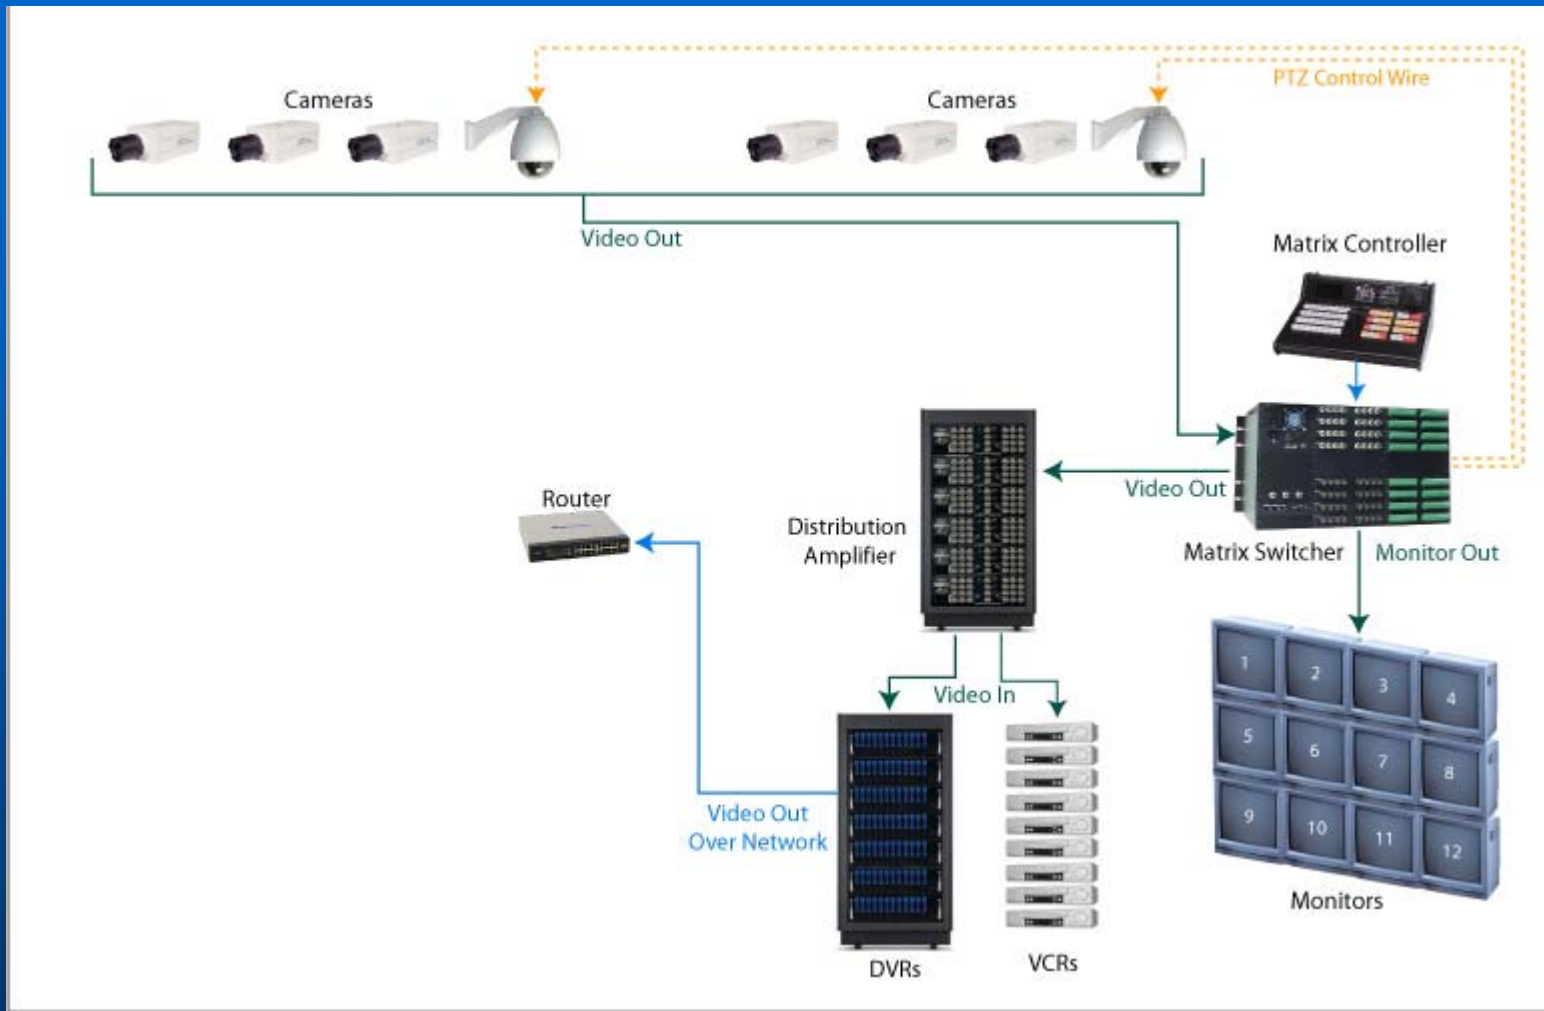 PTZ Control Wire
Cameras
Cameras
Video Out
Matrix Controller
Video Out
Router
Distribution
Amplifier
Matrix Switcher
Monitor Out
Video In
1
2
3
4
5
6
7
8
9
10
11
12
Video Out
Over Network
Monitors
DVRs
VCRs